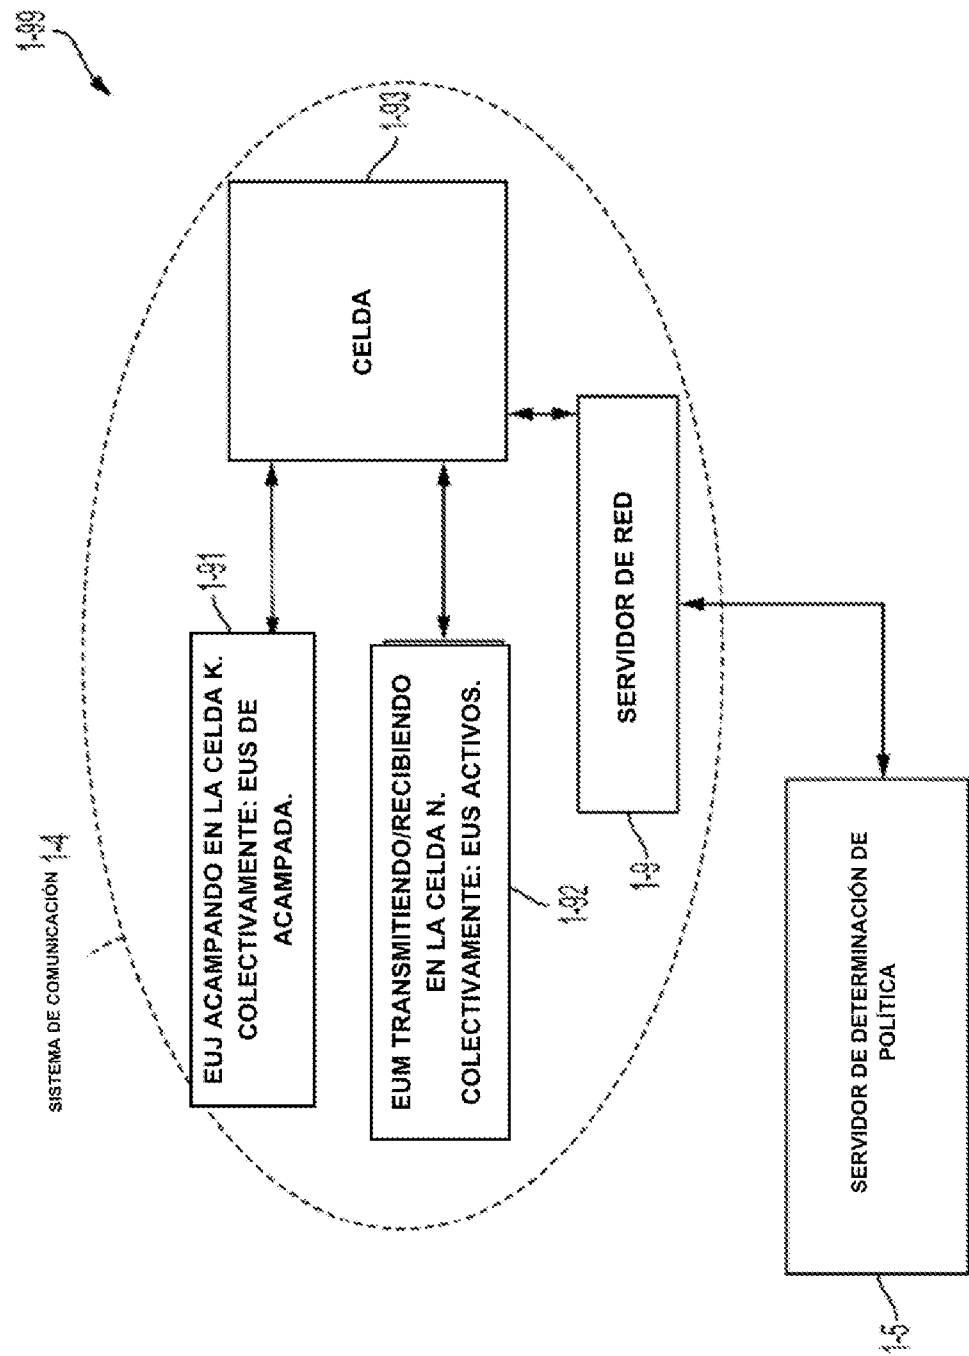 1-99
SISTEMA DE COMUNICACIÓN 1-4
EUJ ACAMPANDO EN LA CELDA K.
COLECTIVAMENTE: EUS DE
ACAMPADA.
1-91
CELDA
1-93
EUM TRANSMITIENDO/RECIBIENDO
EN LA CELDA N.
COLECTIVAMENTE: EUS ACTIVOS.
1-92
SERVIDOR DE RED
1-9
SERVIDOR DE DETERMINACIÓN DE
POLÍTICA
1-5